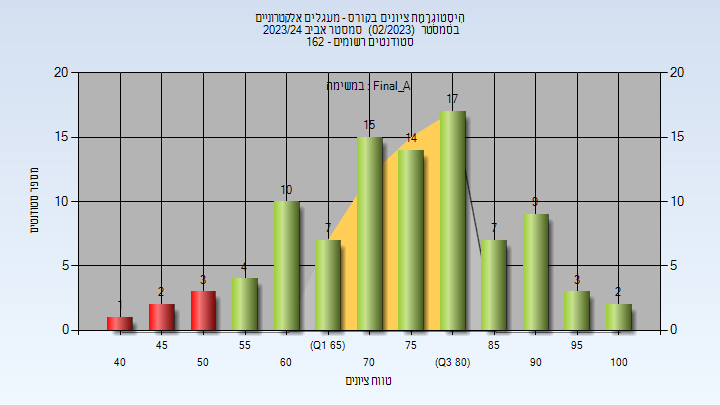 הִיסְטוֹגְרָמַת ציונים בקורס - מעגלים אלקטרוניים
בסמסטר (02/2023) סמסטר אביב 2023/24
סטודנטים רשומים - 162
במשימה : Final_A
20 20
17
15 15 15
14
10 10 10
9
7 7
5 5
4
3 3
2 2
1
0 0
45 55 (Q1 65) 75 85 95
40 50 60 70 (Q3 80) 90 100
טווח ציונים
מספר סטודנטים